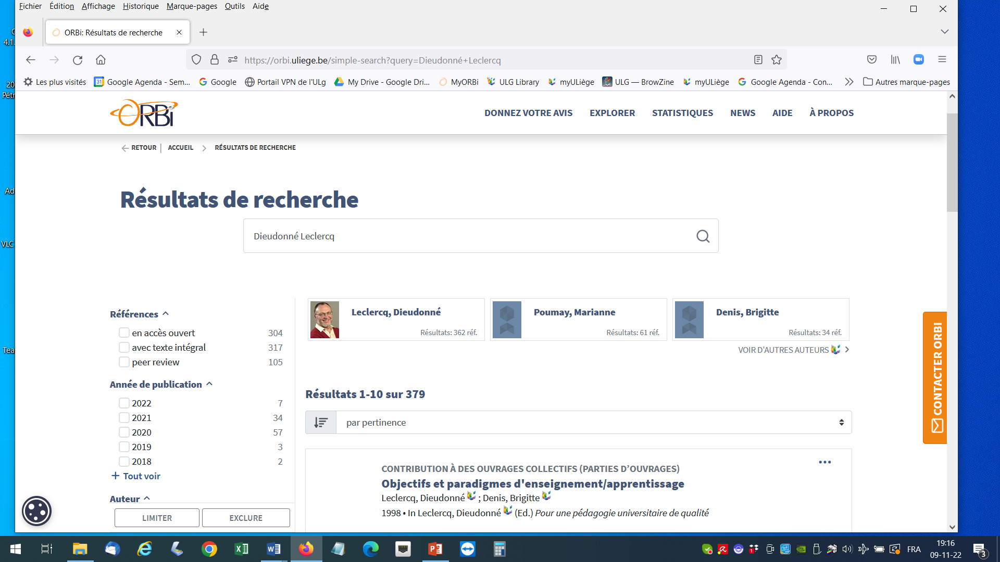 Fichier Édition Affichage Historique Marque-pages Outils Aide
ORBi: Résultats de recherche
https://orbi.uliege.be/simple-search?query=Dieudonné+Leclercq
Les plus visités Google Agenda - Sem... Google Portail VPN de l'ULg My Drive - Google Dri... MyORBi ULG Library myULiège ULG — BrowZine myULiège Google Agenda - Con... Autres marque-pages
ORBi
DONNEZ VOTRE AVIS EXPLORER STATISTIQUES NEWS AIDE À PROPOS
RETOUR ACCUEIL RÉSULTATS DE RECHERCHE
Résultats de recherche
Dieudonné Leclercq
Références
en accès ouvert 304
avec texte intégral 317
peer review 105
Année de publication
2022 7
2021 34
2020 57
2019 3
2018 2
Tout voir
Auteur
LIMITER EXCLURE
Leclercq, Dieudonné
Résultats: 362 réf.
Poumay, Marianne
Résultats: 61 réf.
Denis, Brigitte
Résultats: 34 réf.
VOIR D'AUTRES AUTEURS
Résultats 1-10 sur 379
par pertinence
CONTRIBUTION À DES OUVRAGES COLLECTIFS (PARTIES D’OUVRAGES)
Objectifs et paradigmes d'enseignement/apprentissage
Leclercq, Dieudonné ; Denis, Brigitte
1998 • In Leclercq, Dieudonné (Ed.) Pour une pédagogie universitaire de qualité
CONTACTER ORBI
4.1.
20
Pétr
Ad
VLC
Tea
FRA
19:16
09-11-22
3